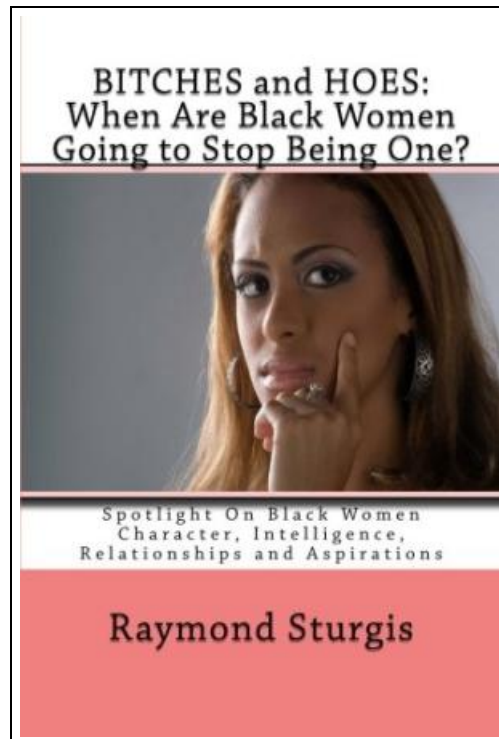 BITCHES and HOES:
When Are Black Women
Going to Stop Being One?
Spotlight On Black Women
Character, Intelligence,
Relationships and Aspirations
Raymond Sturgis